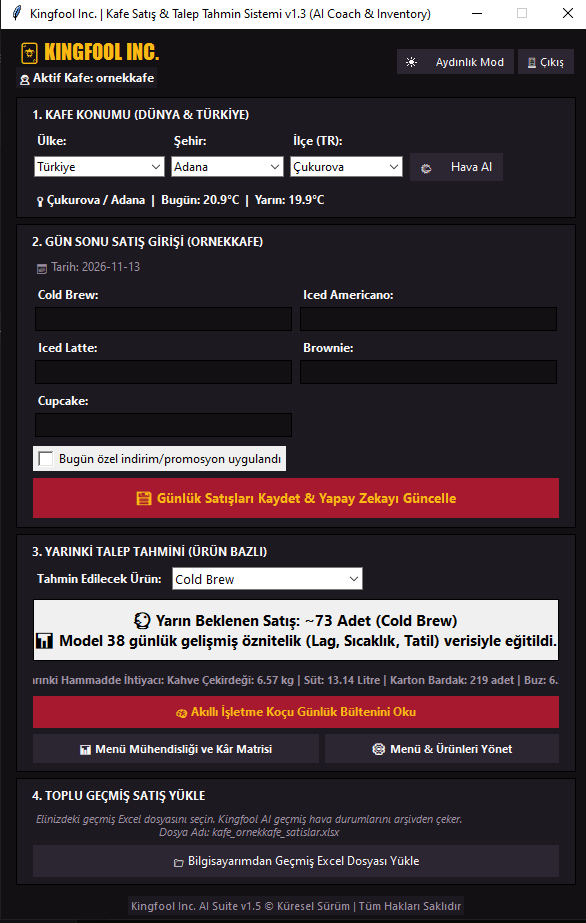 Kingfool Inc. | Kafe Satış & Talep Tahmin Sistemi v1.3 (AI Coach & Inventory)
KINGFOOL INC.
Aktif Kafe: ornekkafe
Aydınlık Mod
Çıkış
1. KAFE KONUMU (DÜNYA & TÜRKİYE)
Ülke: Şehir: İlçe (TR):
Türkiye Adana Çukurova Hava Al
Çukurova / Adana | Bugün: 20.9°C | Yarın: 19.9°C
2. GÜN SONU SATIŞ GİRİŞİ (ORNEKKAFE)
Tarih: 2026-11-13
Cold Brew: Iced Americano:
Iced Latte: Brownie:
Cupcake:
Bugün özel indirim/promosyon uygulandı
Günlük Satışları Kaydet & Yapay Zekayı Güncelle
3. YARINKİ TALEP TAHMİNİ (ÜRÜN BAZLI)
Tahmin Edilecek Ürün: Cold Brew
Yarın Beklenen Satış: ~73 Adet (Cold Brew)
Model 38 günlük gelişmiş öznitelik (Lag, Sıcaklık, Tatil) verisiyle eğitildi.
arınki Hammadde İhtiyacı: Kahve Çekirdeği: 6.57 kg | Süt: 13.14 Litre | Karton Bardak: 219 adet | Buz: 6.
Akıllı İşletme Koçu Günlük Bültenini Oku
Menü Mühendisliği ve Kâr Matrisi
Menü & Ürünleri Yönet
4. TOPLU GEÇMİŞ SATIŞ YÜKLE
Elinizdeki geçmiş Excel dosyasını seçin. Kingfool AI geçmiş hava durumlarını arşivden çeker.
Dosya Adı: kafe_ornekkafe_satislar.xlsx
Bilgisayarımdan Geçmiş Excel Dosyası Yükle
Kingfool Inc. AI Suite v1.5 © Küresel Sürüm | Tüm Hakları Saklıdır